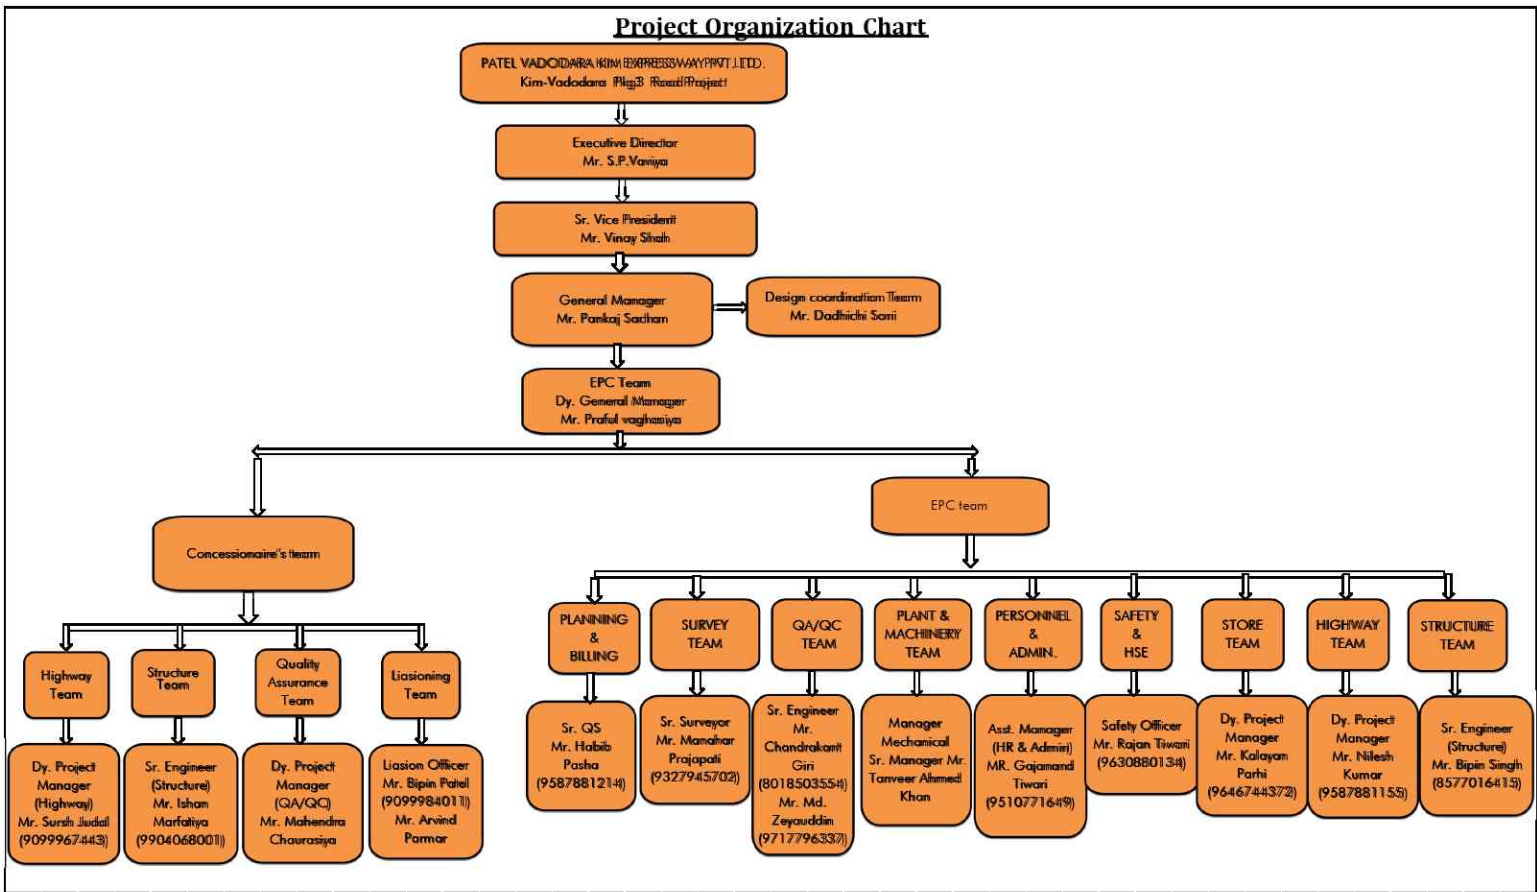 Project Organization Chart
PATEL VADODARA KIM EXPRESSWAY PVT. LTD.
Kim-Vadodara Pkg3 Road Project
Executive Director
Mr. S.P.Vaviya
Sr. Vice President
Mr. Vinay Shah
General Manager
Mr. Pankaj Sadhan
Design coordination Team
Mr. Dadhichi Soni
EPC Team
Dy. General Manager
Mr. Praful vaghasiya
Concessionaire"s team
EPC team
Highway
Team
Structure
Team
Quality
Assurance
Team
Liasioning
Team
Dy. Project
Manager
(Highway)
Mr. Sursh
(9099967443)
Sr. Engineer
(Structure)
Mr. Isham
Marfatiya
(9904068001)
Dy. Project
Manager
(QA/QC)
Mr. Mahendra
Chaurasiya
Liasion Officer
Mr. Bipin Patel
(9099984011)
Mr. Arvind
Parmar
PLANNING
&
BILLING
SURVEY
TEAM
QA/QC
TEAM
PLANT &
MACHINERY
TEAM
PERSONNEL
&
ADMIN.
SAFETY
&
HSE
STORE
TEAM
HIGHWAY
TEAM
STRUCTURE
TEAM
Sr. QS
Mr. Habib
Pasha
(9587881214)
Sr. Surveyor
Mr. Manahar
Prajapati
(9327945702)
Sr. Engineer
Mr.
Chandrakant
Giri
(8018503554)
Mr. Md.
Zeyauddin
(9717796337)
Manager
Mechanical
Sr. Manager Mr.
Tanveer Ahmed
Khan
Asst. Manager
(HR & Admin)
MR. Gajanand
Tiwari
(9510771649)
Safety Officer
Mr. Rajan Tiwari
(9630880134)
Dy. Project
Manager
Mr. Kalayam
Parhi
(9646744372)
Dy. Project
Manager
Mr. Nilesh
Kumar
(9587881155)
Sr. Engineer
(Structure)
Mr. Bipin Singh
(8577016415)